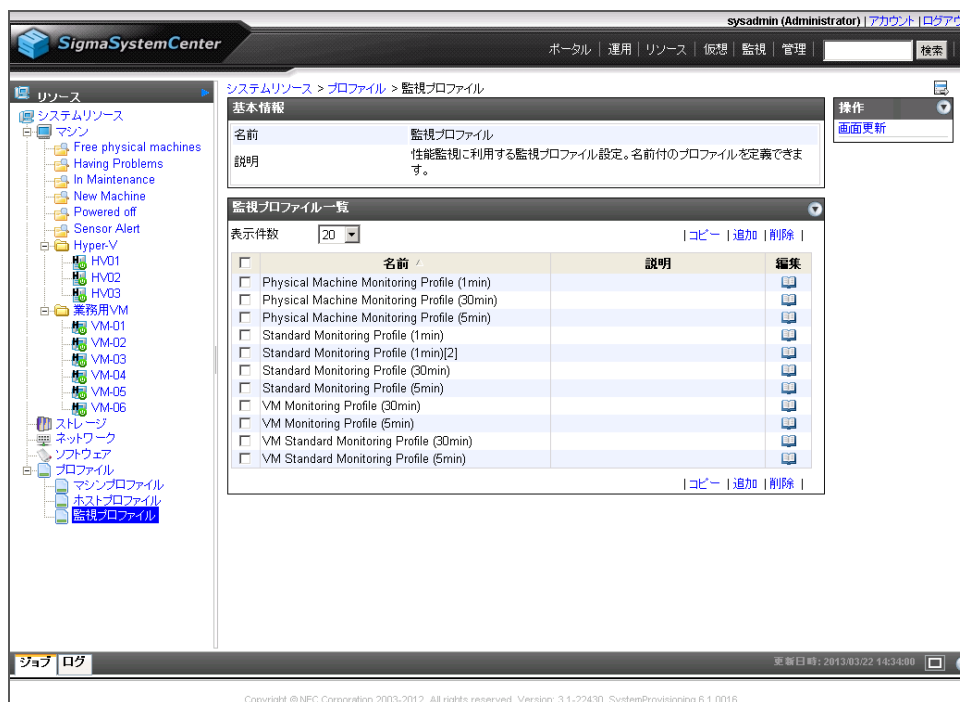 sysadmin (Administrator) | アカウント | ログアウ
SigmaSystemCenter
ポータル | 運用 | リソース | 仮想 | 監視 | 管理 | 検索
リソース
システムリソース
マシン
Free physical machines
Having Problems
In Maintenance
New Machine
Powered off
Sensor Alert
Hyper-V
HV01
HV02
HV03
業務用VM
VM-01
VM-02
VM-03
VM-04
VM-05
VM-06
ストレージ
ネットワーク
ソフトウェア
プロファイル
マシンプロファイル
ホストプロファイル
監視プロファイル
システムリソース > プロファイル > 監視プロファイル
基本情報
名前 監視プロファイル
説明 性能監視に利用する監視プロファイル設定。名前付のプロファイルを定義できま
す。
監視プロファイル一覧
表示件数 20 | コピー | 追加 | 削除 |
名前 説明 編集
Physical Machine Monitoring Profile (1min)
Physical Machine Monitoring Profile (30min)
Physical Machine Monitoring Profile (5min)
Standard Monitoring Profile (1min)
Standard Monitoring Profile (1min)[2]
Standard Monitoring Profile (30min)
Standard Monitoring Profile (5min)
VM Monitoring Profile (30min)
VM Monitoring Profile (5min)
VM Standard Monitoring Profile (30min)
VM Standard Monitoring Profile (5min)
| コピー | 追加 | 削除 |
操作
画面更新
ジョブ ログ
更新日時: 2013/03/22 14:34:00
Copyright © NEC Corporation 2003-2012. All rights reserved. Version: 3.1-22430, SystemProvisioning 6.1.0016